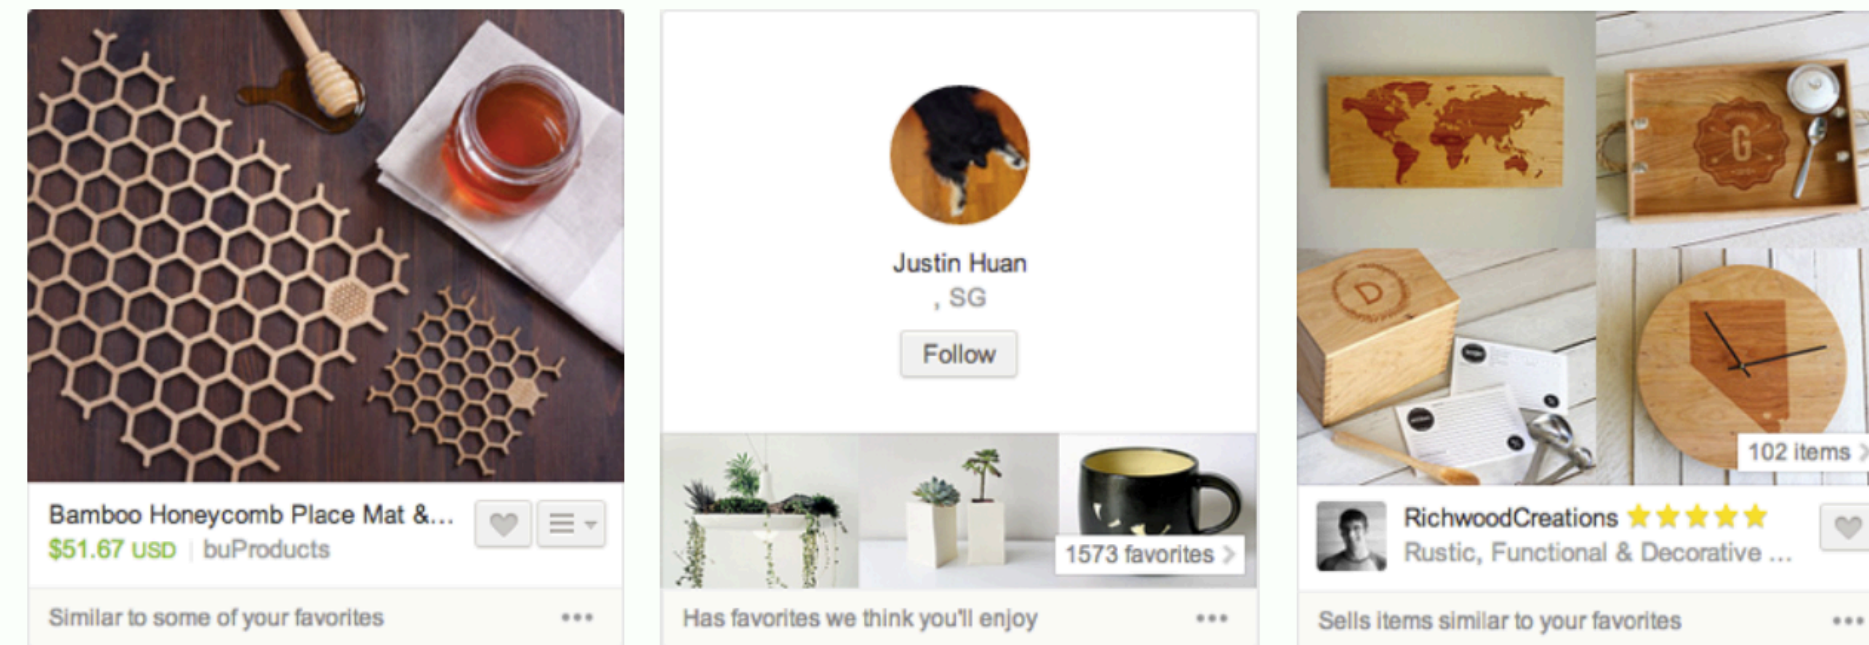 Bamboo Honeycomb Place Mat &...
$51.67 USD | buProducts
Similar to some of your favorites
Justin Huan
, SG
Follow
1573 favorites >
Has favorites we think you'll enjoy
G
D
102 items >
RichwoodCreations
Rustic, Functional & Decorative ...
Sells items similar to your favorites